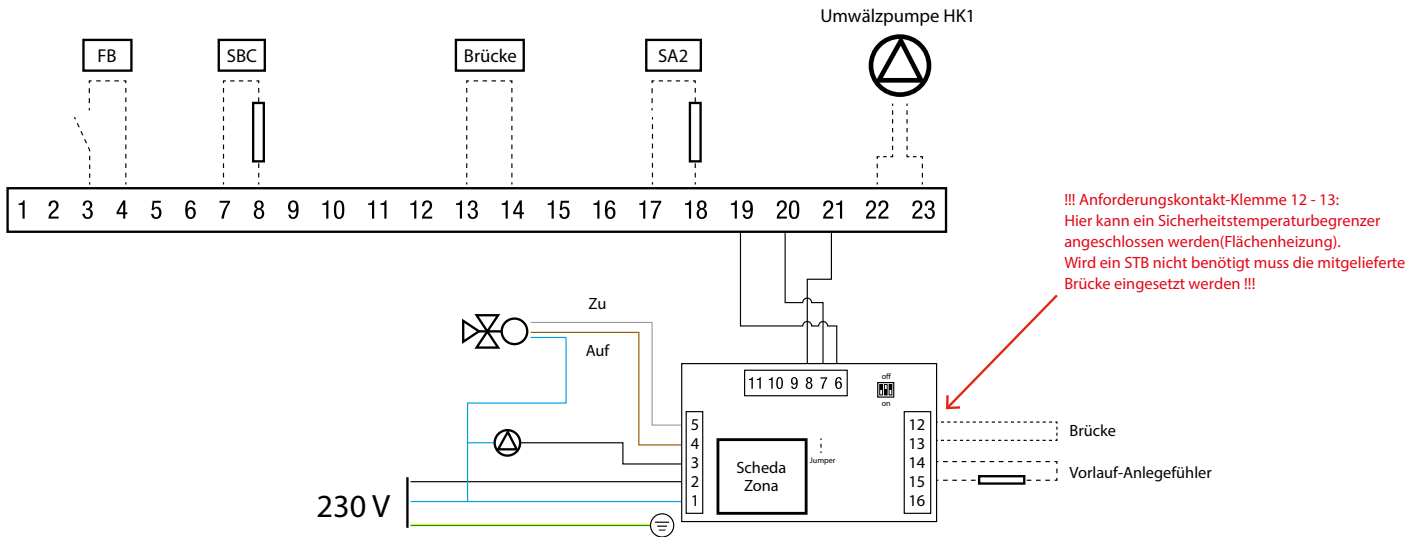 Umwälzpumpe HK1
FB
SBC
Brücke
SA2
1 2 3 4 5 6 7 8 9 10 11 12 13 14 15 16 17 18 19 20 21 22 23
!!! Anforderungskontakt-Klemme 12 - 13:
Hier kann ein Sicherheitstemperaturbegrenzer
angeschlossen werden(Flächenheizung).
Wird ein STB nicht benötigt muss die mitgelieferte
Brücke eingesetzt werden !!!
Zu
Auf
11 10 9 8 7 6
off
on
5
4
3
2
1
Scheda
Zona
Jumper
12
13
14
15
16
Brücke
Vorlauf-Anlegefühler
230 V